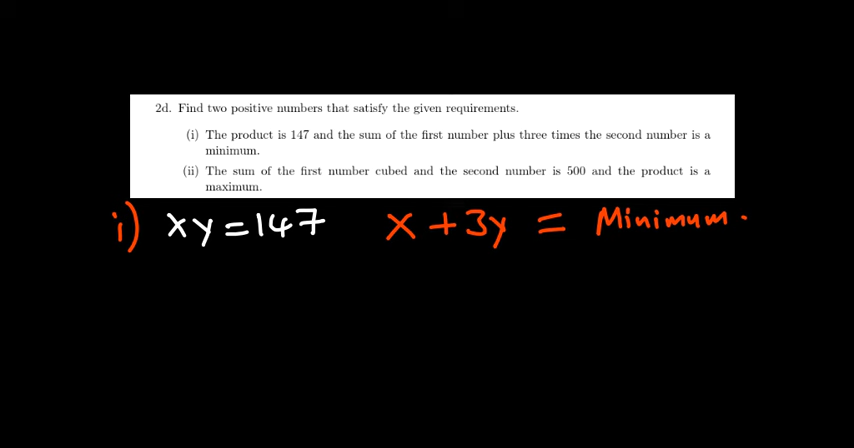 2d. Find two positive numbers that satisfy the given requirements.
(i) The product is 147 and the sum of the first number plus three times the second number is a
minimum.
(ii) The sum of the first number cubed and the second number is 500 and the product is a
maximum.
i) xy = 147 x + 3y = Minimum.